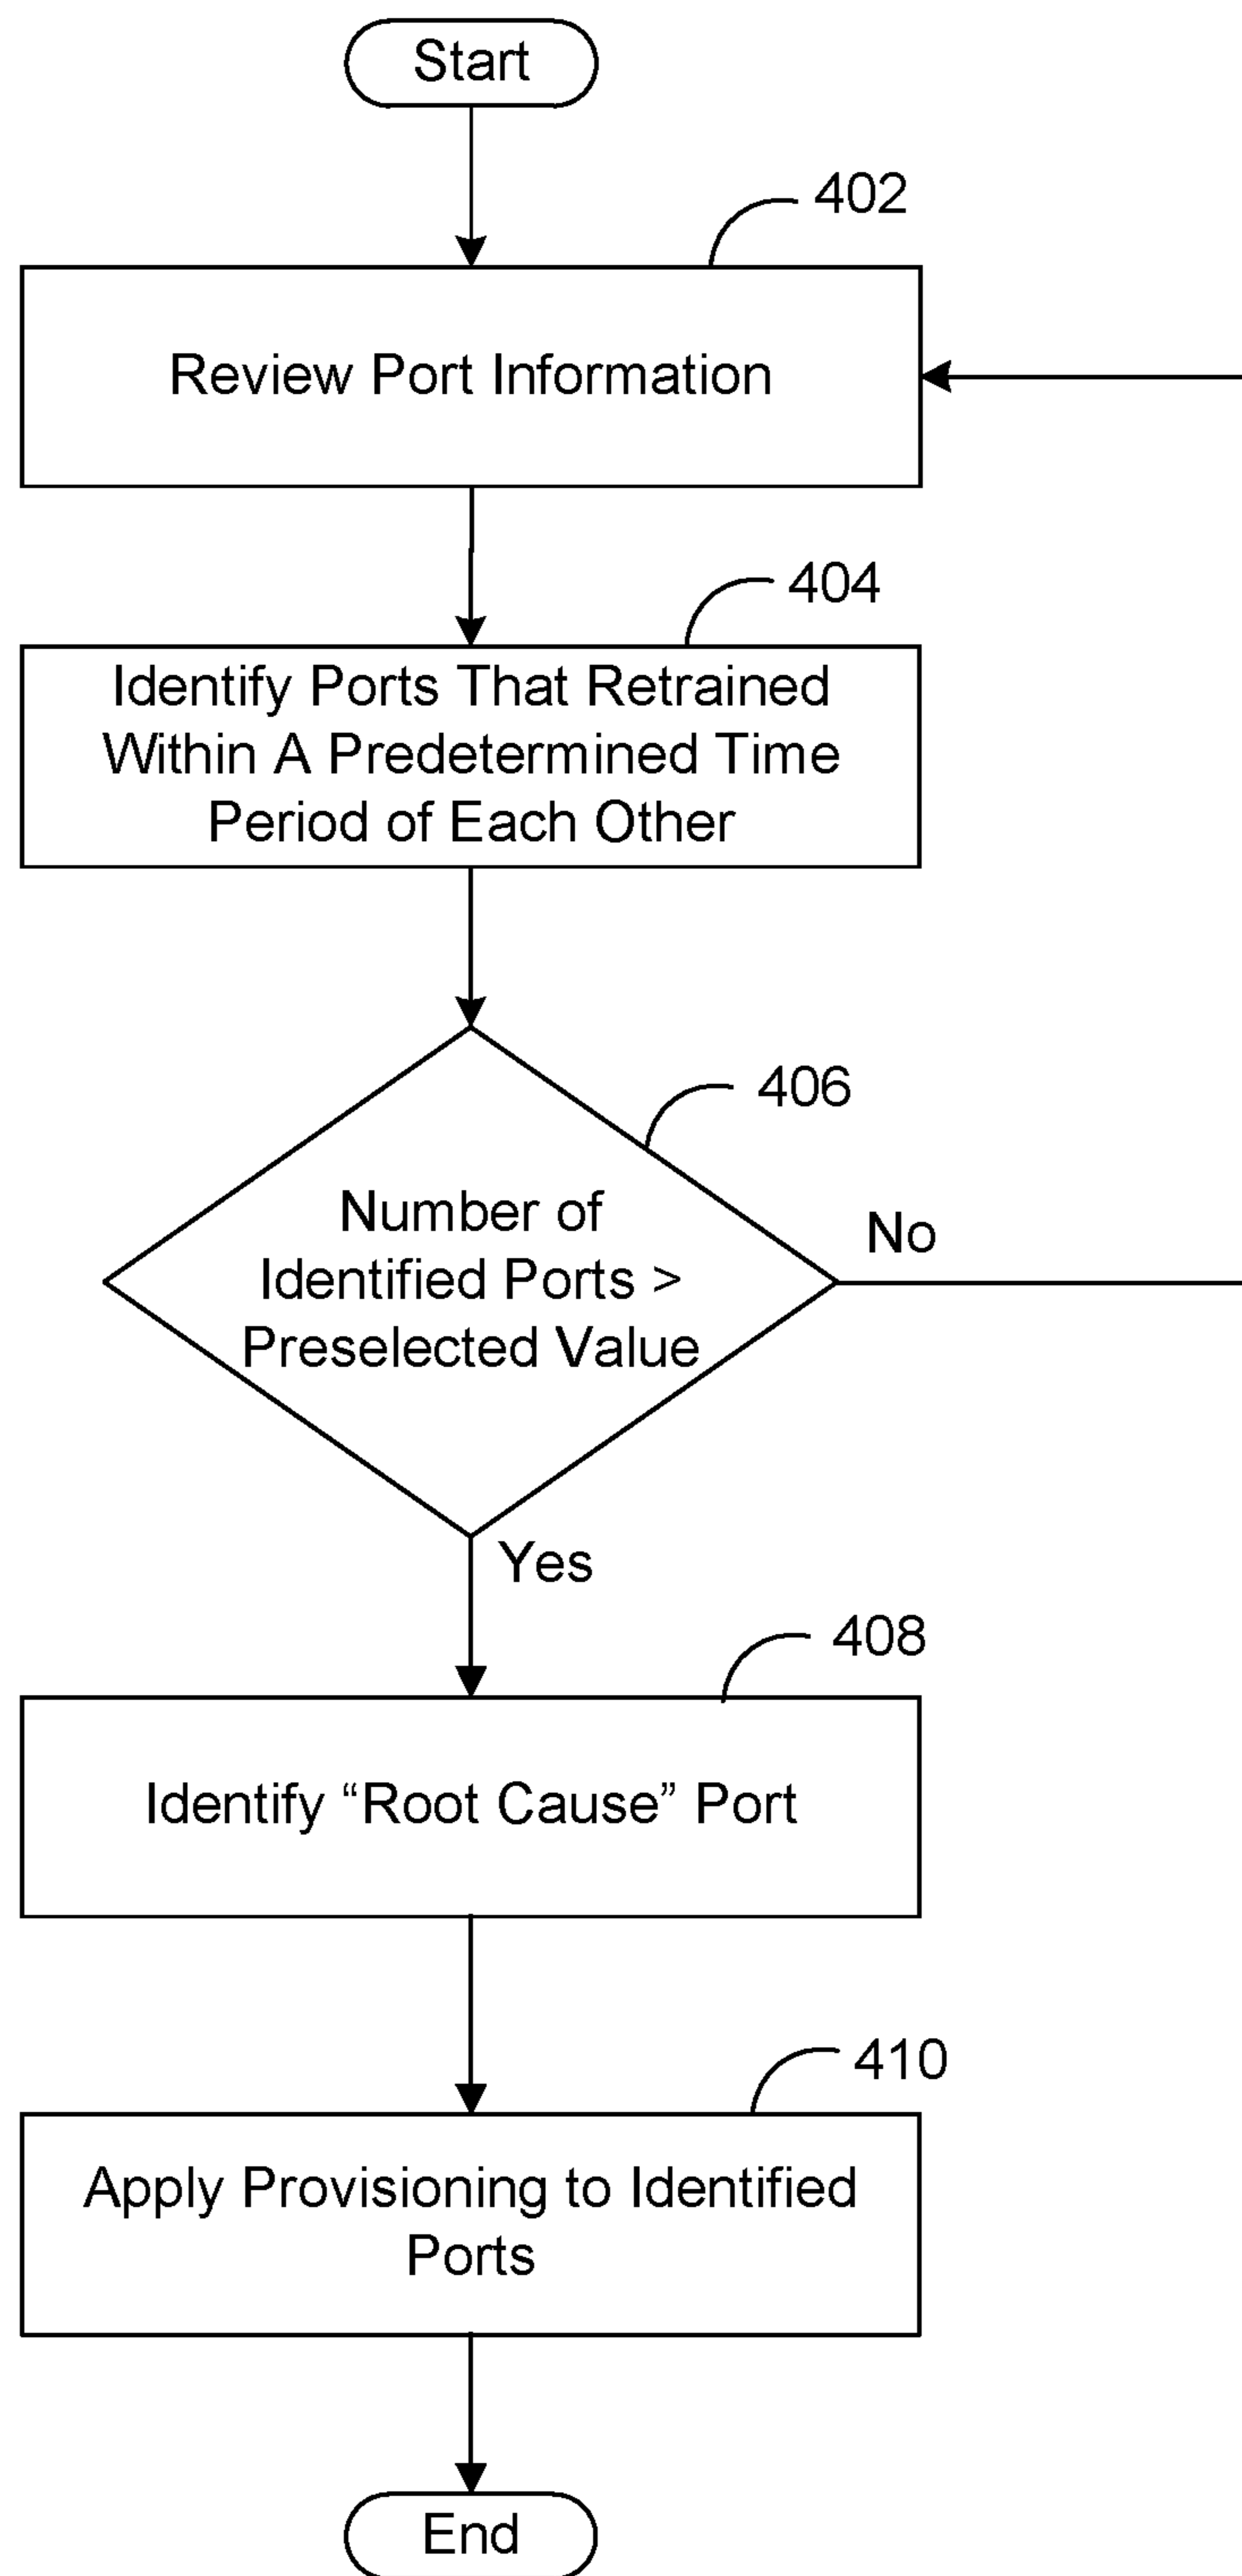 Start
402
Review Port Information
404
Identify Ports That Retrained
Within A Predetermined Time
Period of Each Other
406
Number of
Identified Ports >
Preselected Value
No
Yes
408
Identify “Root Cause” Port
410
Apply Provisioning to Identified
Ports
End